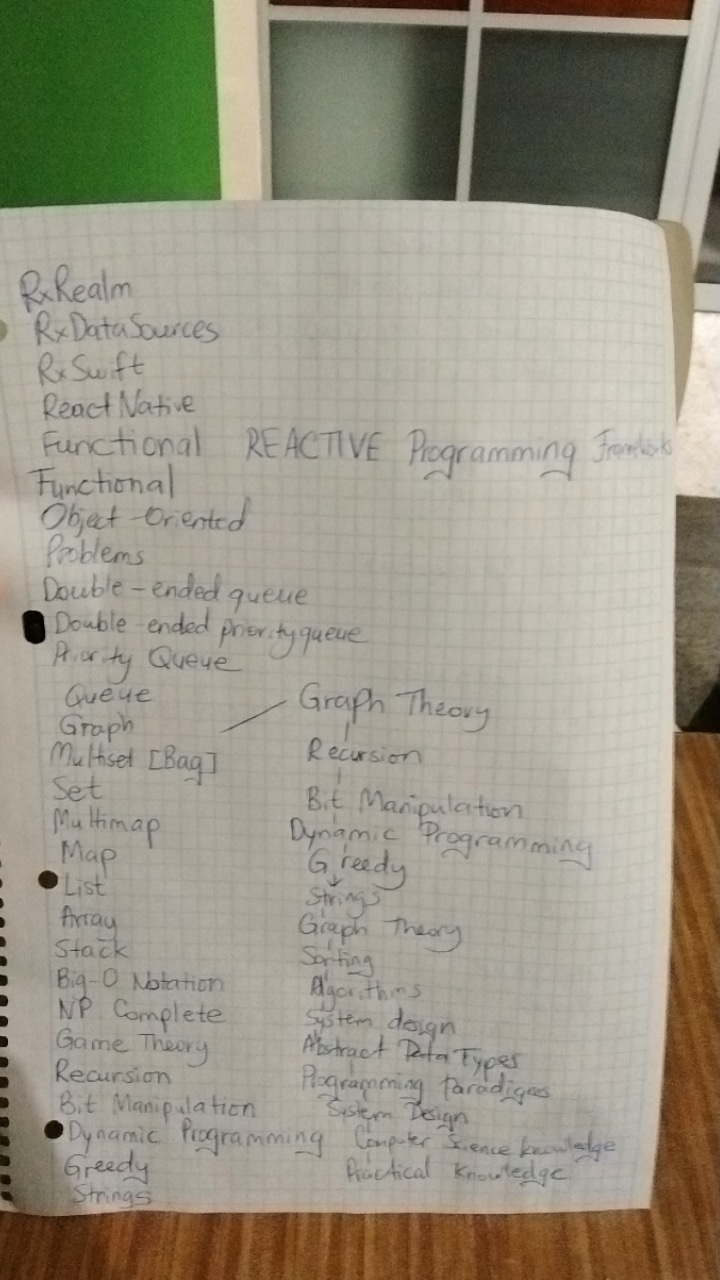 RxRealm
RxDataSources
RxSwift
ReactNative
Functional REACTIVE Programming Frameworks
Functional
Object-Oriented
Problems
Double-ended queue
Double-ended priority queue
Priority Queue
Queue
Graph
Multiset [Bag]
Set
Multimap
Map
List
Array
Stack
Big-O Notation
NP Complete
Game Theory
Recursion
Bit Manipulation
Dynamic Programming
Greedy
Strings
Graph Theory
Recursion
Bit Manipulation
Dynamic Programming
Greedy
Strings
Graph Theory
Sorting
Algorithms
System design
Abstract Data Types
Programming Paradigas
System Design
Computer Science knowledge
Practical Knowledge